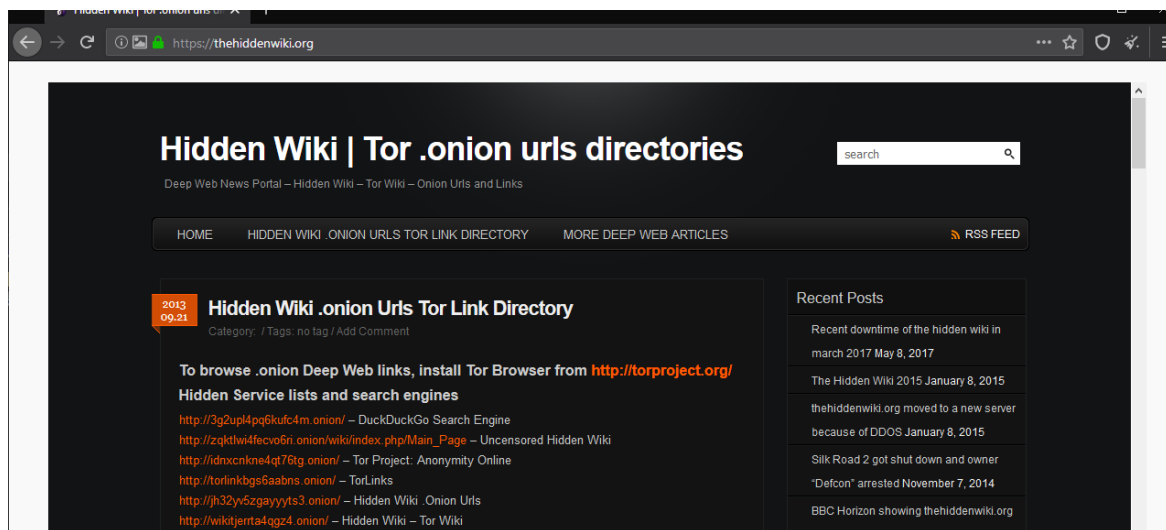 Hidden Wiki | Tor .onion urls di
https://thehiddenwiki.org
Hidden Wiki | Tor .onion urls directories
search
Deep Web News Portal – Hidden Wiki – Tor Wiki – Onion Urls and Links
HOME
HIDDEN WIKI .ONION URLS TOR LINK DIRECTORY
MORE DEEP WEB ARTICLES
RSS FEED
2013
09.21
Hidden Wiki .onion Urls Tor Link Directory
Category: / Tags: no tag / Add Comment
To browse .onion Deep Web links, install Tor Browser from http://torproject.org/
Hidden Service lists and search engines
http://3g2upl4pq6kufc4m.onion/ – DuckDuckGo Search Engine
http://zqktlwi4fecvo6ri.onion/wiki/index.php/Main_Page – Uncensored Hidden Wiki
http://idnxcnkne4qt76tg.onion/ – Tor Project: Anonymity Online
http://torlinkbgs6aabns.onion/ – TorLinks
http://jh32yv5zgayyyts3.onion/ – Hidden Wiki .Onion Urls
http://wikitjerrta4qgz4.onion/ – Hidden Wiki – Tor Wiki
Recent Posts
Recent downtime of the hidden wiki in
march 2017 May 8, 2017
The Hidden Wiki 2015 January 8, 2015
thehiddenwiki.org moved to a new server
because of DDOS January 8, 2015
Silk Road 2 got shut down and owner
“Defcon” arrested November 7, 2014
BBC Horizon showing thehiddenwiki.org